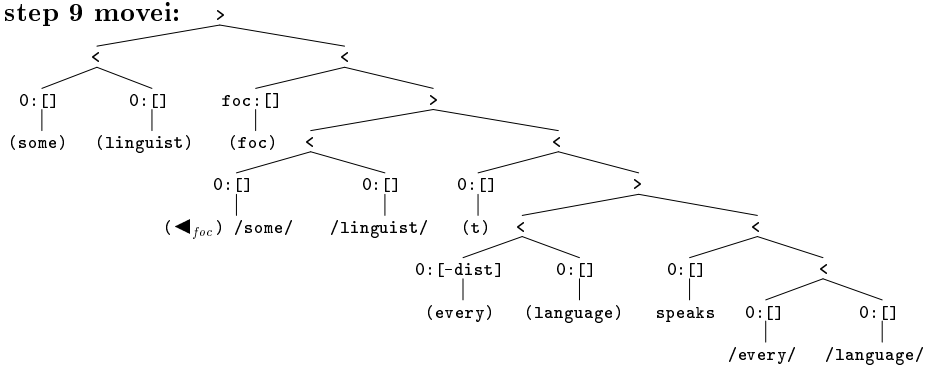 step 9 movei: >
< <
0:[] 0:[] foc:[] >
(some) (linguist) (foc) < <
0:[] 0:[] 0:[] >
(◀foc) /some/ /linguist/ (t) < <
0:[-dist] 0:[] 0:[] <
(every) (language) speaks 0:[] 0:[]
/every/ /language/